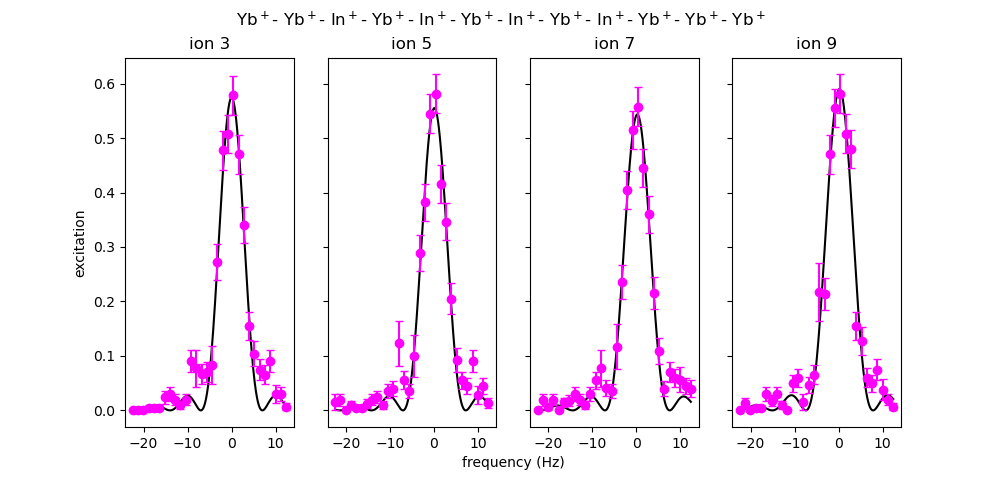 Yb⁺- Yb⁺- In⁺- Yb⁺- In⁺- Yb⁺- In⁺- Yb⁺- In⁺- Yb⁺- Yb⁺- Yb⁺
ion 3 ion 5 ion 7 ion 9
0.6
0.5
0.4
0.3
0.2
0.1
0.0
excitation
−20 −10 0 10 −20 −10 0 10 −20 −10 0 10 −20 −10 0 10
frequency (Hz)